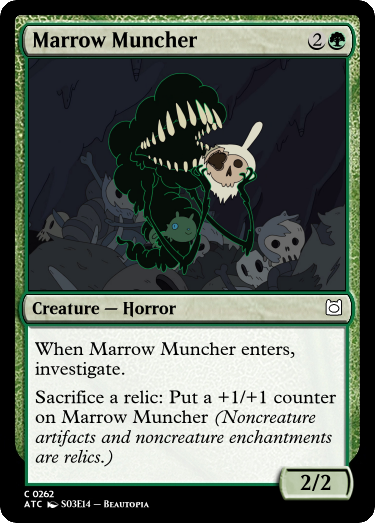 Marrow Muncher 2
Creature — Horror
When Marrow Muncher enters,
investigate.
Sacrifice a relic: Put a +1/+1 counter
on Marrow Muncher (Noncreature
artifacts and noncreature enchantments
are relics.)
2/2
C 0262
ATC S03E14 — Beautopia